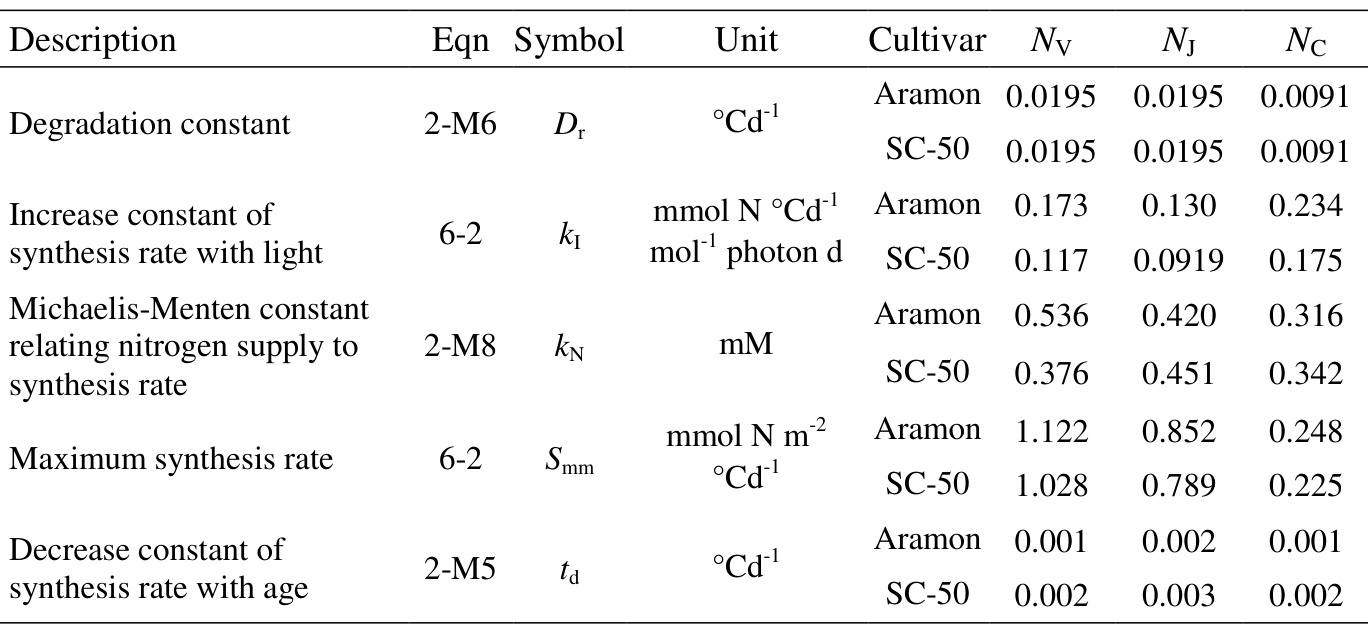 Description Eqn Symbol Unit Cultivar N_V N_J N_C
Degradation constant 2-M6 D_r °Cd^-1 Aramon 0.0195 0.0195 0.0091
SC-50 0.0195 0.0195 0.0091
Increase constant of
synthesis rate with light 6-2 k_I mmol N °Cd^-1
mol^-1 photon d Aramon 0.173 0.130 0.234
SC-50 0.117 0.0919 0.175
Michaelis-Menten constant
relating nitrogen supply to
synthesis rate 2-M8 k_N mM Aramon 0.536 0.420 0.316
SC-50 0.376 0.451 0.342
Maximum synthesis rate 6-2 S_mm mmol N m^-2
°Cd^-1 Aramon 1.122 0.852 0.248
SC-50 1.028 0.789 0.225
Decrease constant of
synthesis rate with age 2-M5 t_d °Cd^-1 Aramon 0.001 0.002 0.001
SC-50 0.002 0.003 0.002